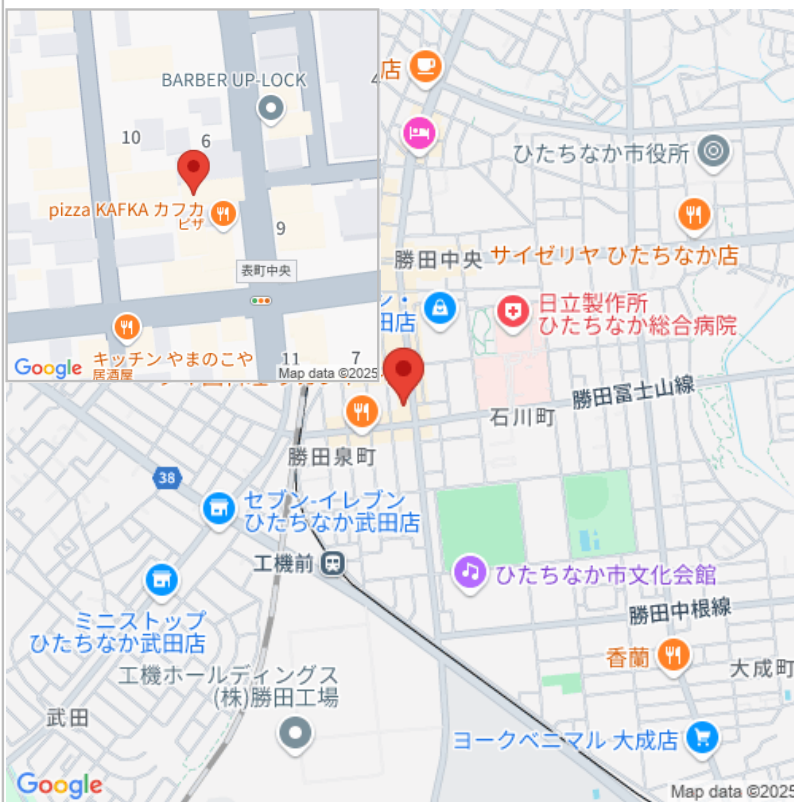 BARBER UP-LOCK
4
10
6
pizza KAFKA カフカ
ピザ
9
表町中央
キッチン やまのこや
居酒屋
11
7
Google
Map data ©2025
店
ひたちなか市役所
勝田中央
サイゼリヤ ひたちなか店
ン・
田店
日立製作所
ひたちなか総合病院
勝田冨士山線
石川町
勝田泉町
38
セブン-イレブン
ひたちなか武田店
工機前
ひたちなか市文化会館
ミニストップ
ひたちなか武田店
勝田中根線
香蘭
大成町
工機ホールディングス
(株)勝田工場
武田
ヨークベニマル 大成店
Google
Map data ©2025